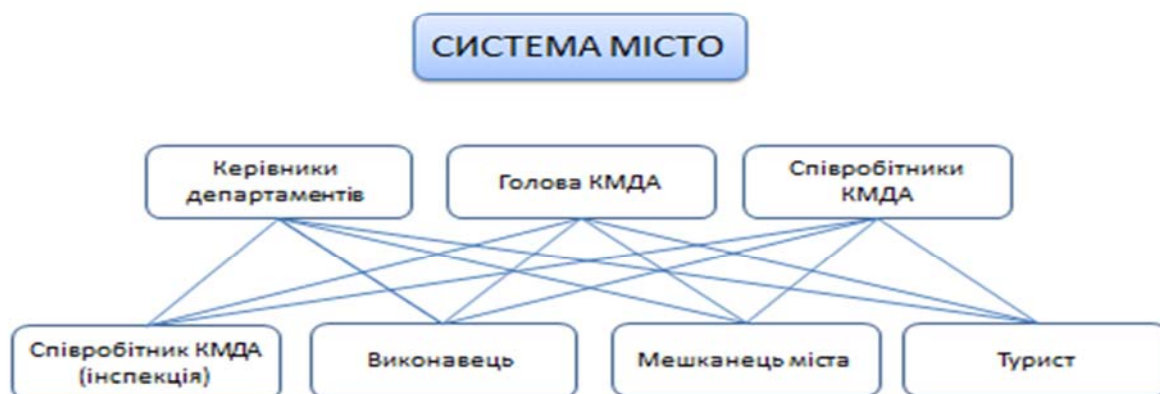 СИСТЕМА МІСТО
Керівники
департаментів
Голова КМДА
Співробітники
КМДА
Співробітник КМДА
(інспекція)
Виконавець
Мешканець міста
Турист